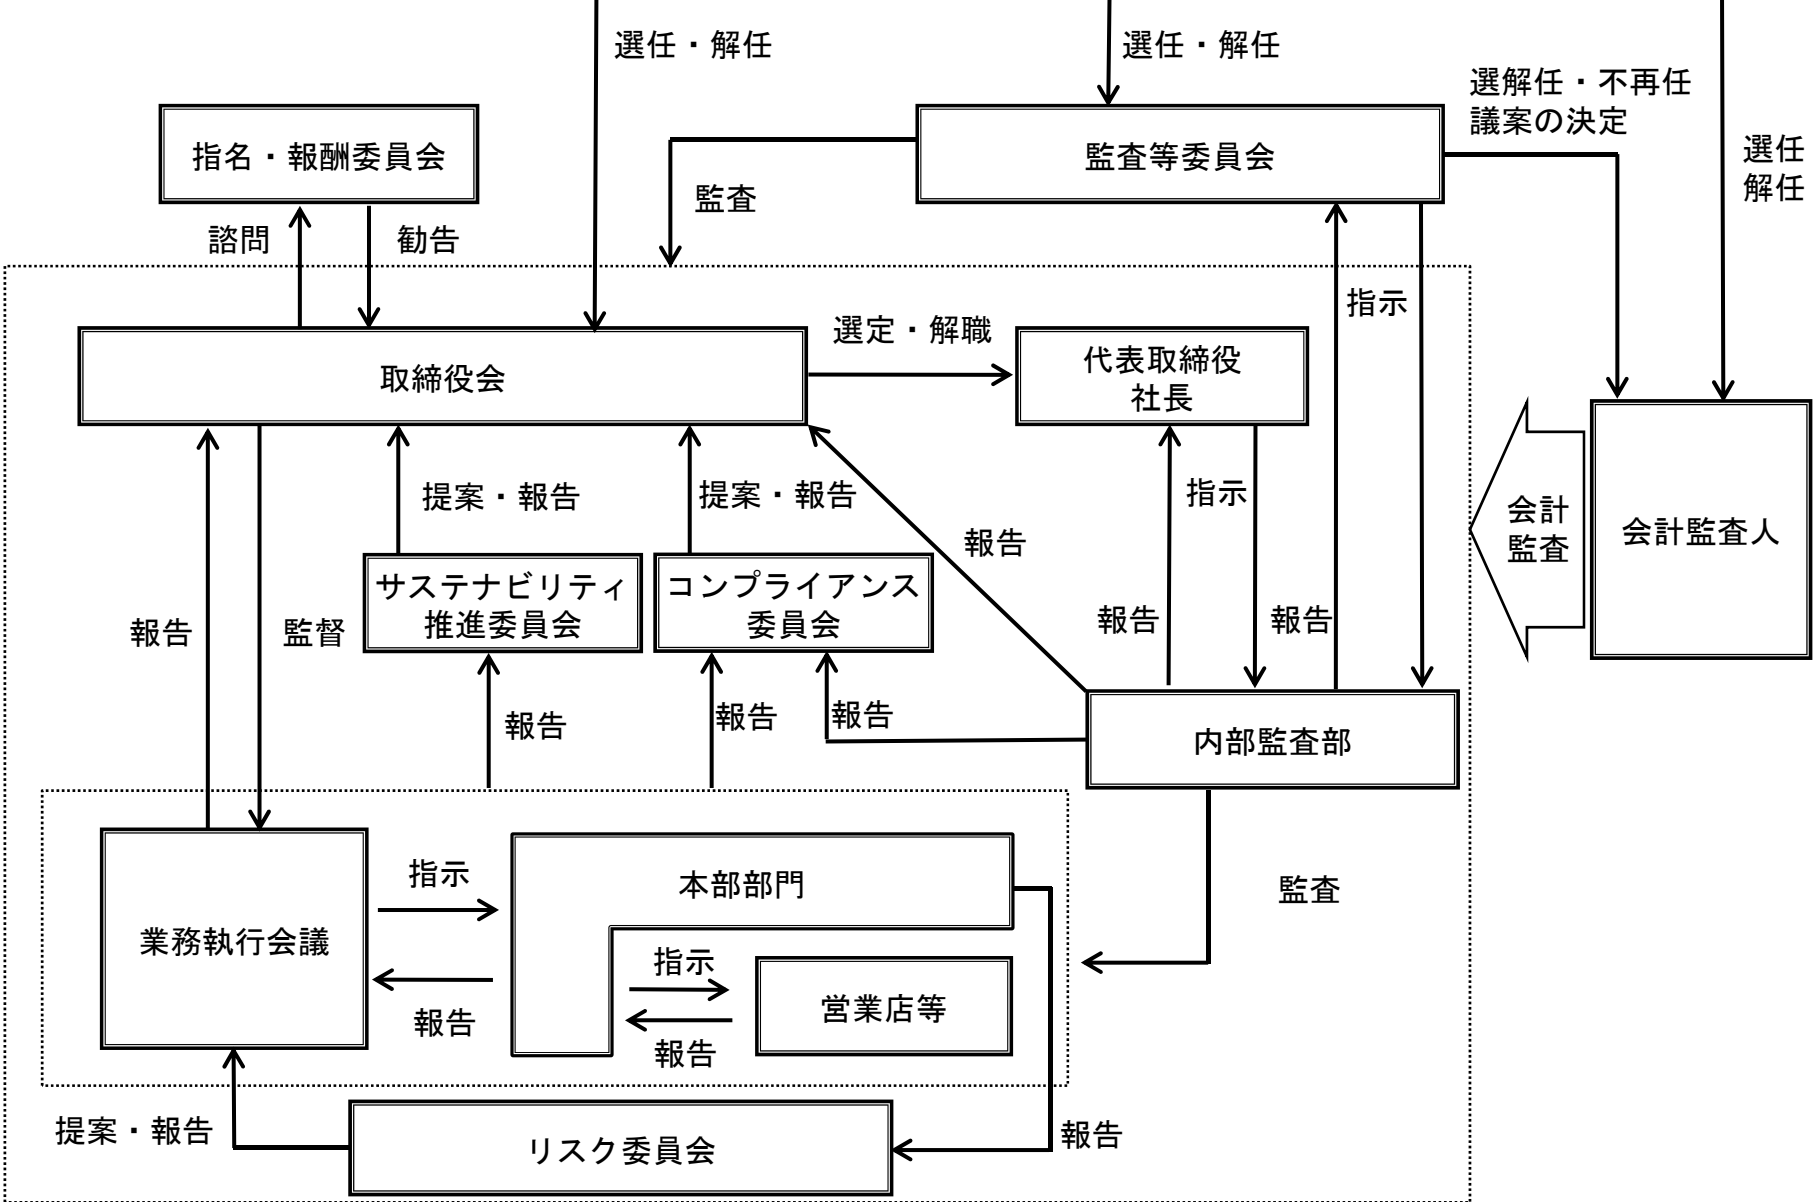 選任・解任
選任・解任
選解任・不再任
議案の決定
選任
解任
指名・報酬委員会
監査等委員会
監査
諮問
勧告
指示
取締役会
選定・解職
代表取締役
社長
提案・報告
提案・報告
指示
報告
会計
監査
会計監査人
サステナビリティ
推進委員会
コンプライアンス
委員会
報告
監督
報告
報告
報告
報告
報告
内部監査部
指示
本部部門
監査
業務執行会議
指示
営業店等
報告
報告
提案・報告
リスク委員会
報告